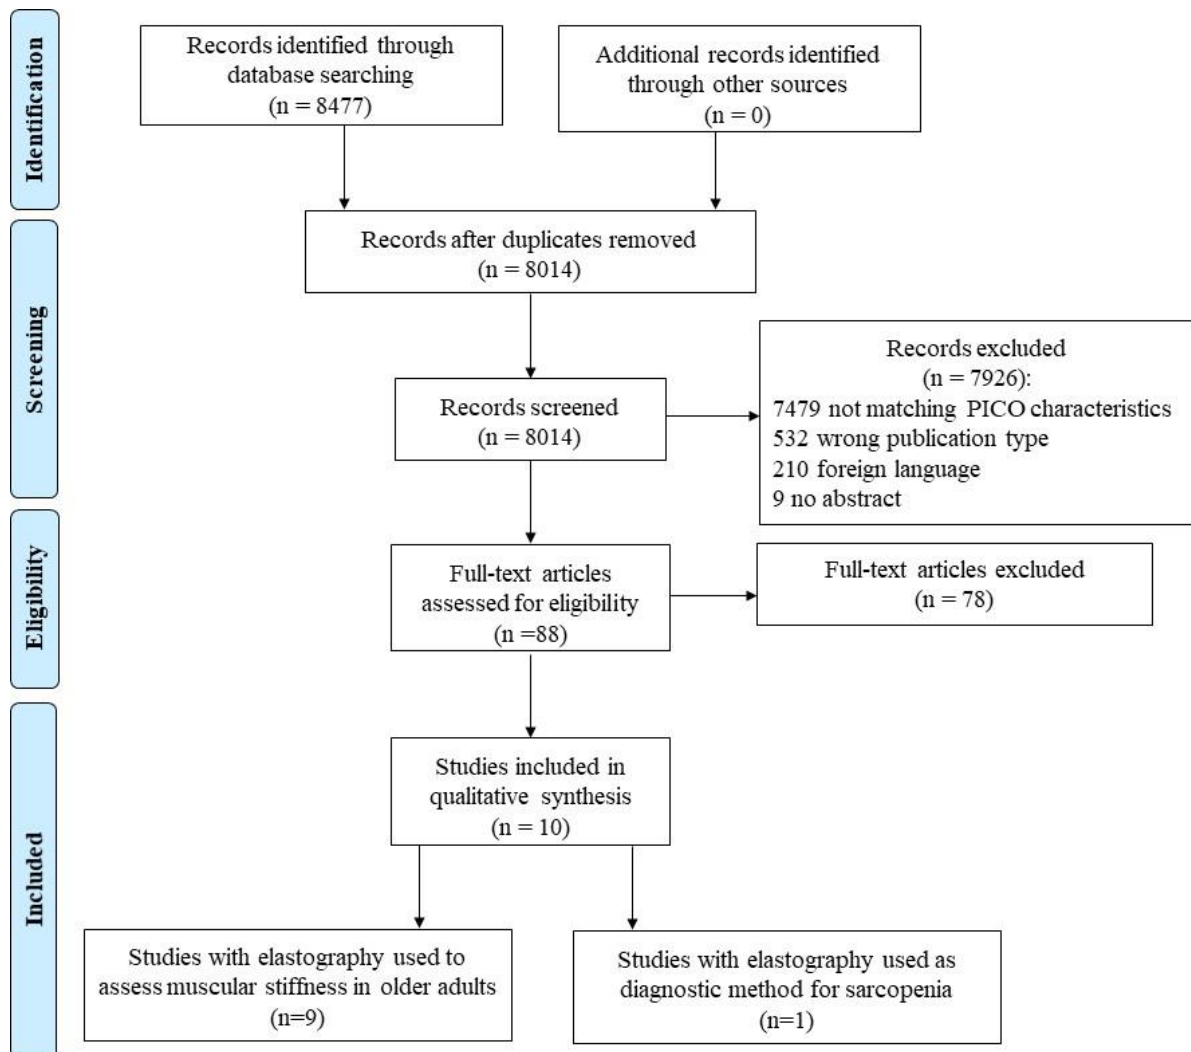 Identification
Records identified through
database searching
(n = 8477)
Additional records identified
through other sources
(n = 0)
Records after duplicates removed
(n = 8014)
Screening
Records screened
(n = 8014)
Records excluded
(n = 7926):
7479 not matching PICO characteristics
532 wrong publication type
210 foreign language
9 no abstract
Eligibility
Full-text articles
assessed for eligibility
(n =88)
Full-text articles excluded
(n = 78)
Included
Studies included in
qualitative synthesis
(n = 10)
Studies with elastography used to
assess muscular stiffness in older adults
(n=9)
Studies with elastography used as
diagnostic method for sarcopenia
(n=1)